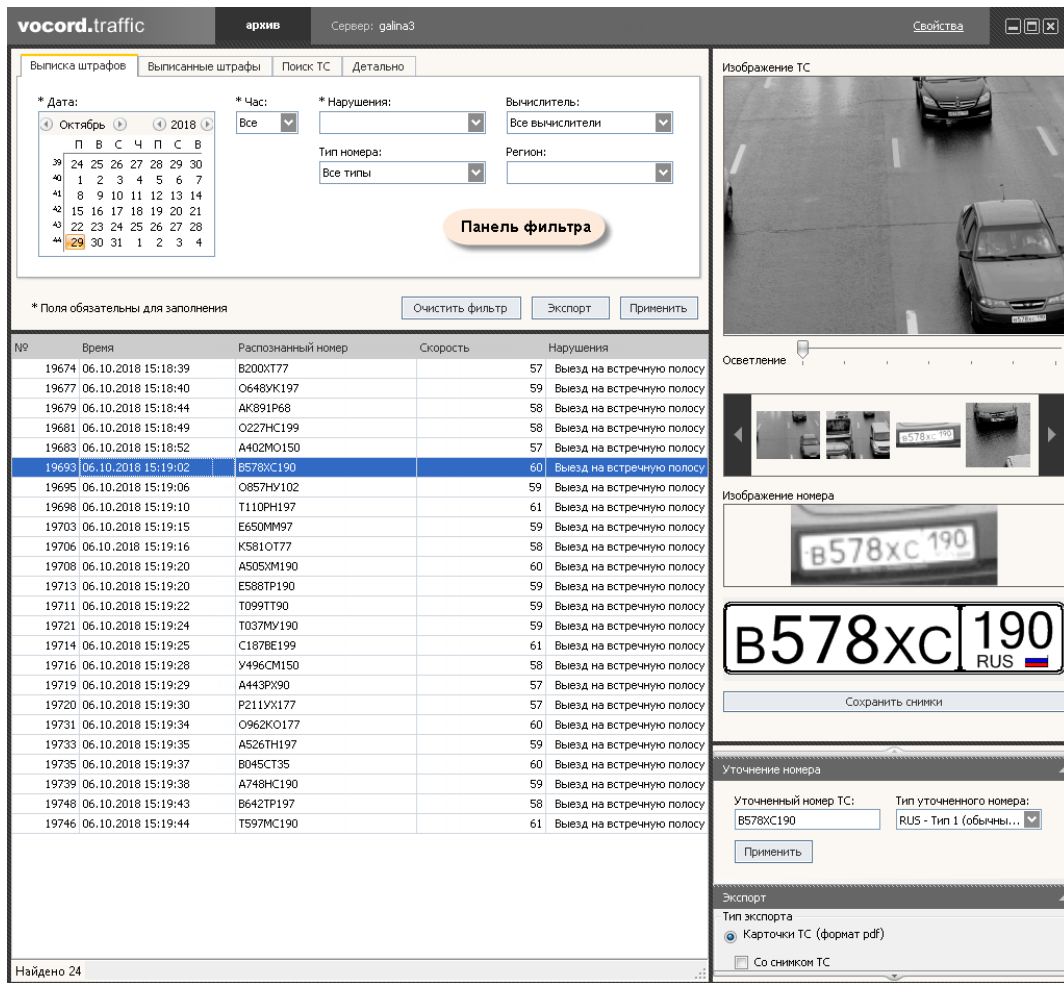 vocord.traffic архив Сервер: galina3 Свойства
Выписка штрафов Выписанные штрафы Поиск ТС Детально
* Дата: * Час: * Нарушения: Вычислитель:
Октябрь 2018 Все Все вычислители
П В С Ч П С В
Тип номера: Регион:
39 24 25 26 27 28 29 30
Все типы
40 1 2 3 4 5 6 7
41 8 9 10 11 12 13 14
42 15 16 17 18 19 20 21
43 22 23 24 25 26 27 28
44 29 30 31 1 2 3 4
Панель фильтра
* Поля обязательны для заполнения Очистить фильтр Экспорт Применить
№ Время Распознанный номер Скорость Нарушения
19674 06.10.2018 15:18:39 В200ХТ77 57 Выезд на встречную полосу
19677 06.10.2018 15:18:40 О648УК197 59 Выезд на встречную полосу
19679 06.10.2018 15:18:44 АК891Р68 58 Выезд на встречную полосу
19681 06.10.2018 15:18:49 О227НС199 58 Выезд на встречную полосу
19683 06.10.2018 15:18:52 А402МО150 57 Выезд на встречную полосу
19693 06.10.2018 15:19:02 В578ХС190 60 Выезд на встречную полосу
19695 06.10.2018 15:19:06 О857НУ102 59 Выезд на встречную полосу
19698 06.10.2018 15:19:10 Т110РН197 61 Выезд на встречную полосу
19703 06.10.2018 15:19:15 Е650ММ97 59 Выезд на встречную полосу
19706 06.10.2018 15:19:16 К581ОТ77 58 Выезд на встречную полосу
19708 06.10.2018 15:19:20 А505ХМ190 60 Выезд на встречную полосу
19713 06.10.2018 15:19:20 Е588ТР190 59 Выезд на встречную полосу
19711 06.10.2018 15:19:22 Т099ТТ90 59 Выезд на встречную полосу
19721 06.10.2018 15:19:24 Т037МУ190 59 Выезд на встречную полосу
19714 06.10.2018 15:19:25 С187ВЕ199 61 Выезд на встречную полосу
19716 06.10.2018 15:19:28 У496СМ150 58 Выезд на встречную полосу
19719 06.10.2018 15:19:29 А443РХ90 57 Выезд на встречную полосу
19720 06.10.2018 15:19:30 Р211УХ177 57 Выезд на встречную полосу
19731 06.10.2018 15:19:34 О962КО177 60 Выезд на встречную полосу
19733 06.10.2018 15:19:35 А526ТН197 59 Выезд на встречную полосу
19735 06.10.2018 15:19:37 В045СТ35 60 Выезд на встречную полосу
19739 06.10.2018 15:19:38 А748НС190 59 Выезд на встречную полосу
19748 06.10.2018 15:19:43 В642ТР197 58 Выезд на встречную полосу
19746 06.10.2018 15:19:44 Т597МС190 61 Выезд на встречную полосу
Найдено 24
Изображение ТС
Осветление
В578ХС 190
Изображение номера
В578ХС 190
В578ХС 190
RUS
Сохранить снимки
Уточнение номера
Уточненный номер ТС: Тип уточненного номера:
В578ХС190 RUS - Тип 1 (обычны...
Применить
Экспорт
Тип экспорта
Карточки ТС (формат pdf)
Со снимком ТС